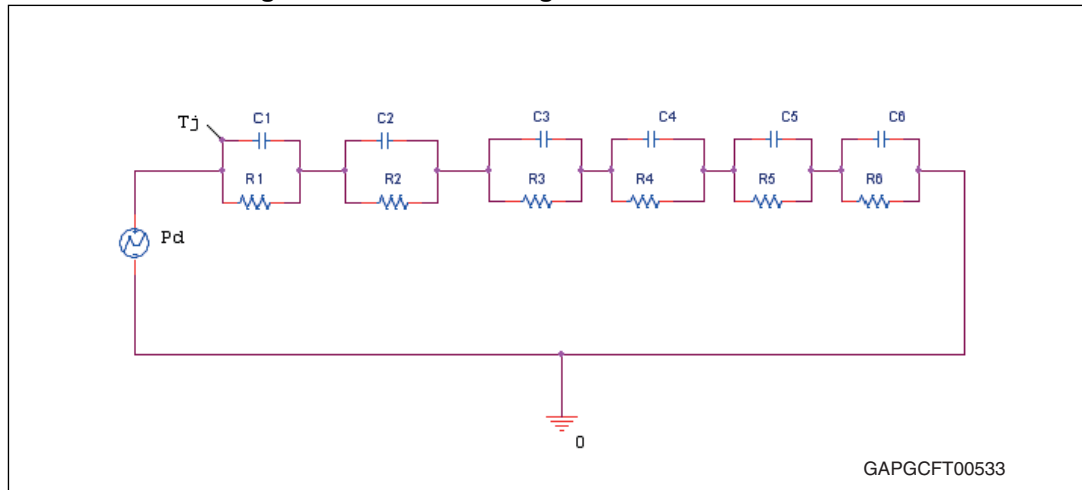 Tj
C1 C2 C3 C4 C5 C6
R1 R2 R3 R4 R5 R6
Pd
0
GAPGCFT00533